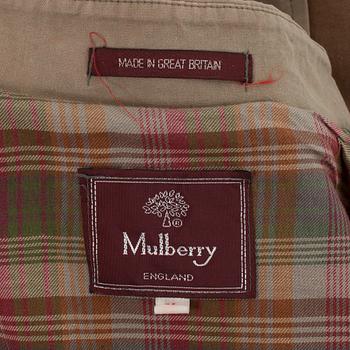 MADE IN GREAT BRITAIN
®
Mulberry
ENGLAND